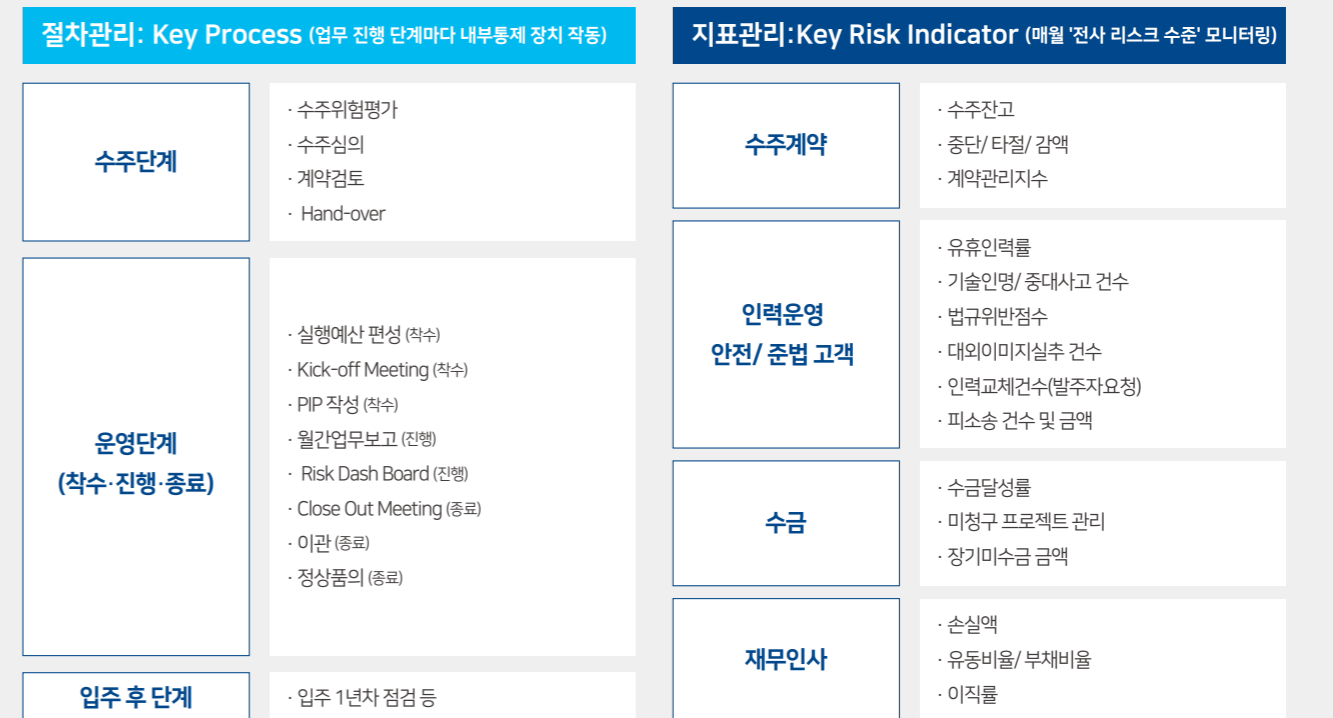 절차관리: Key Process (업무 진행 단계마다 내부통제 장치 작동)
수주단계
· 수주위험평가
· 수주심의
· 계약검토
· Hand-over
운영단계
(착수·진행·종료)
· 실행예산 편성 (착수)
· Kick-off Meeting (착수)
· PIP 작성 (착수)
· 월간업무보고 (진행)
· Risk Dash Board (진행)
· Close Out Meeting (종료)
· 이관 (종료)
· 정상품의 (종료)
입주 후 단계
· 입주 1년차 점검 등
지표관리:Key Risk Indicator (매월 '전사 리스크 수준' 모니터링)
수주계약
· 수주잔고
· 중단/ 타절/ 감액
· 계약관리지수
인력운영
안전/ 준법 고객
· 유휴인력률
· 기술인명/ 중대사고 건수
· 법규위반점수
· 대외이미지실추 건수
· 인력교체건수(발주자요청)
· 피소송 건수 및 금액
수금
· 수금달성률
· 미청구 프로젝트 관리
· 장기미수금 금액
재무인사
· 손실액
· 유동비율/ 부채비율
· 이직률